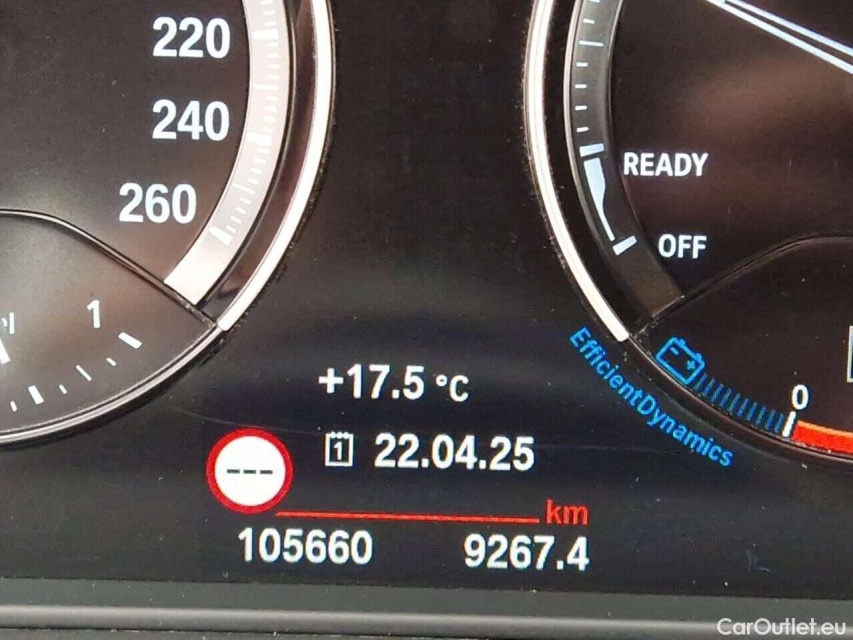 220
240
260
READY
OFF
1
+17.5 °C
EfficientDynamics
0
1 22.04.25
---
km
105660 9267.4
CarOutlet.eu